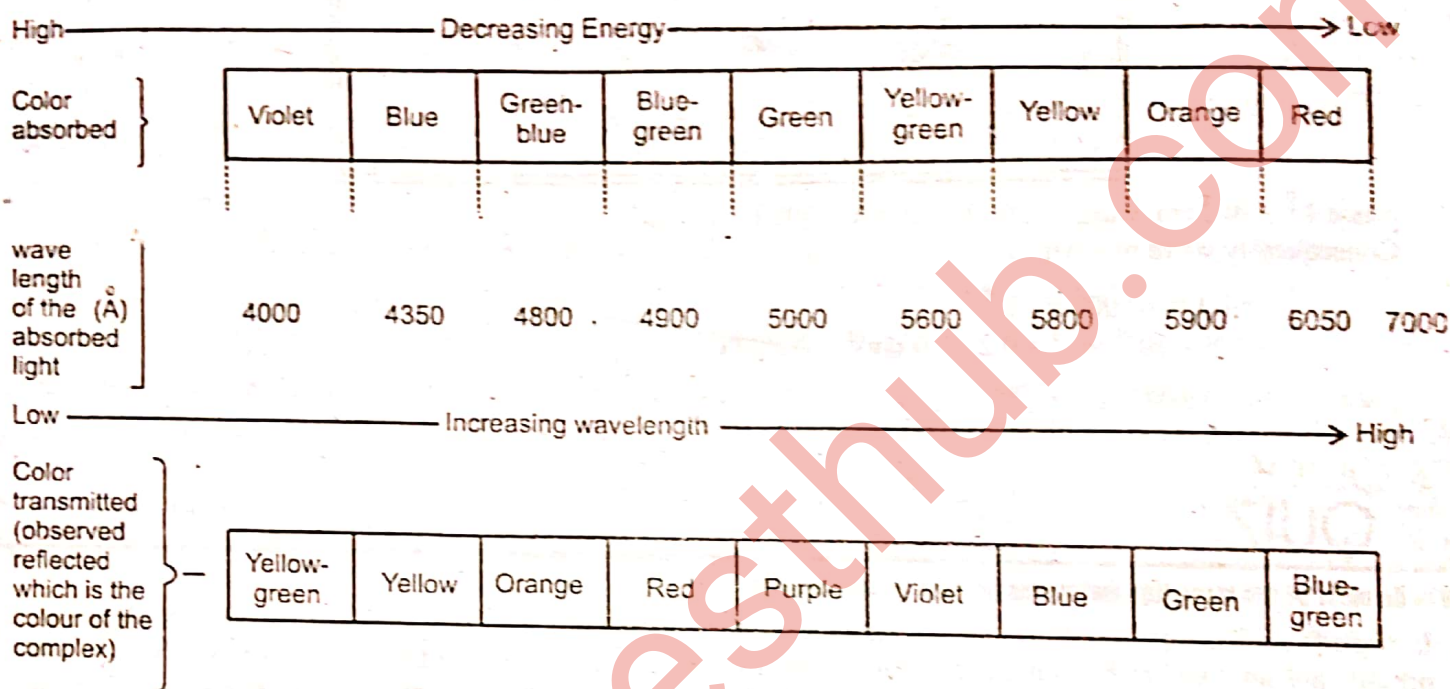 High Decreasing Energy Low
Color
absorbed
Violet Blue Green-
blue Blue-
green Green Yellow-
green Yellow Orange Red
wave
length
of the (Å)
absorbed
light
4000 4350 4800 4900 5000 5600 5800 5900 6050 7000
Low Increasing wavelength High
Color
transmitted
(observed
reflected
which is the
colour of the
complex)
Yellow-
green Yellow Orange Red Purple Violet Blue Green Blue-
green
esthub.com